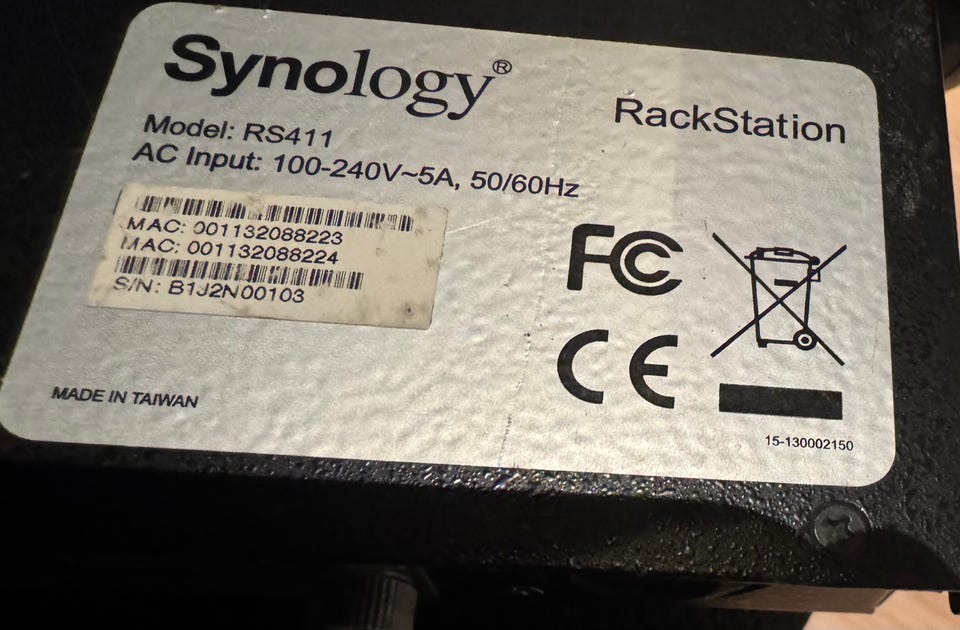 Synology®
RackStation
Model: RS411
AC Input: 100-240V~5A, 50/60Hz
MAC: 001132088223
MAC: 001132088224
S/N: B1J2N00103
FC
CE
MADE IN TAIWAN
15-130002150